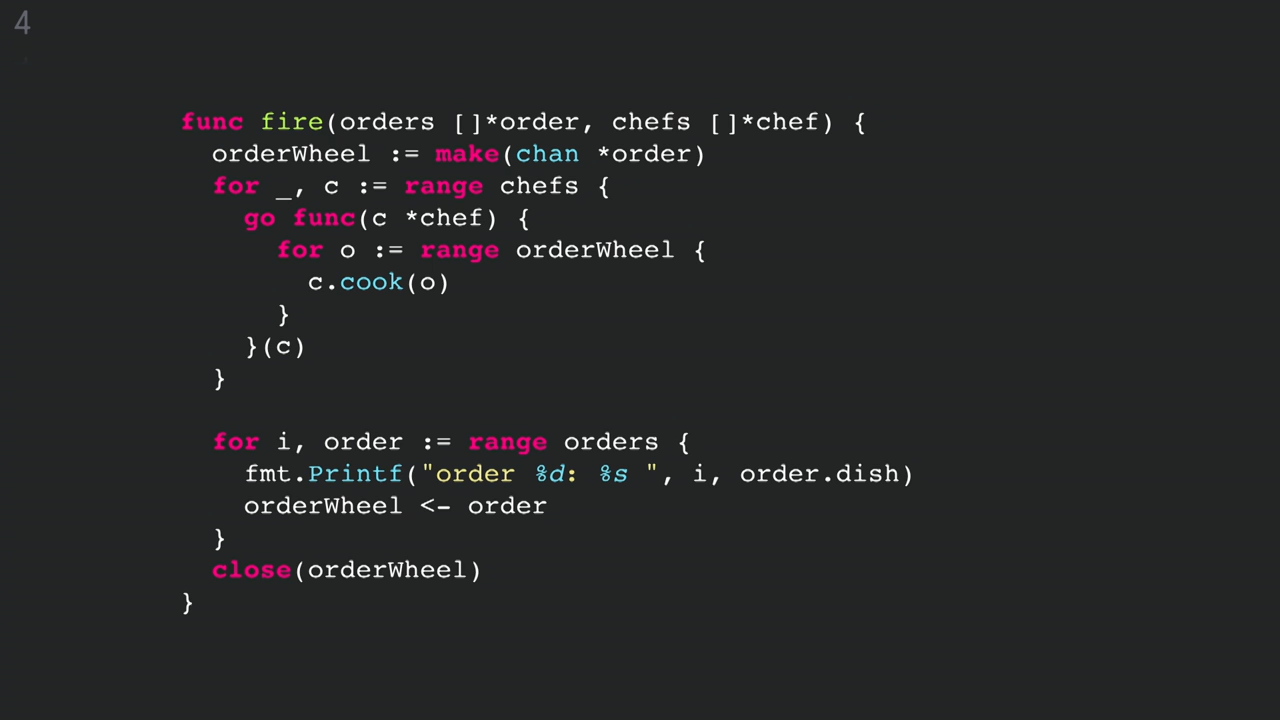 4
func fire(orders []*order, chefs []*chef) {
  orderWheel := make(chan *order)
  for _, c := range chefs {
    go func(c *chef) {
      for o := range orderWheel {
        c.cook(o)
      }
    }(c)
  }

  for i, order := range orders {
    fmt.Printf("order %d: %s ", i, order.dish)
    orderWheel <- order
  }
  close(orderWheel)
}